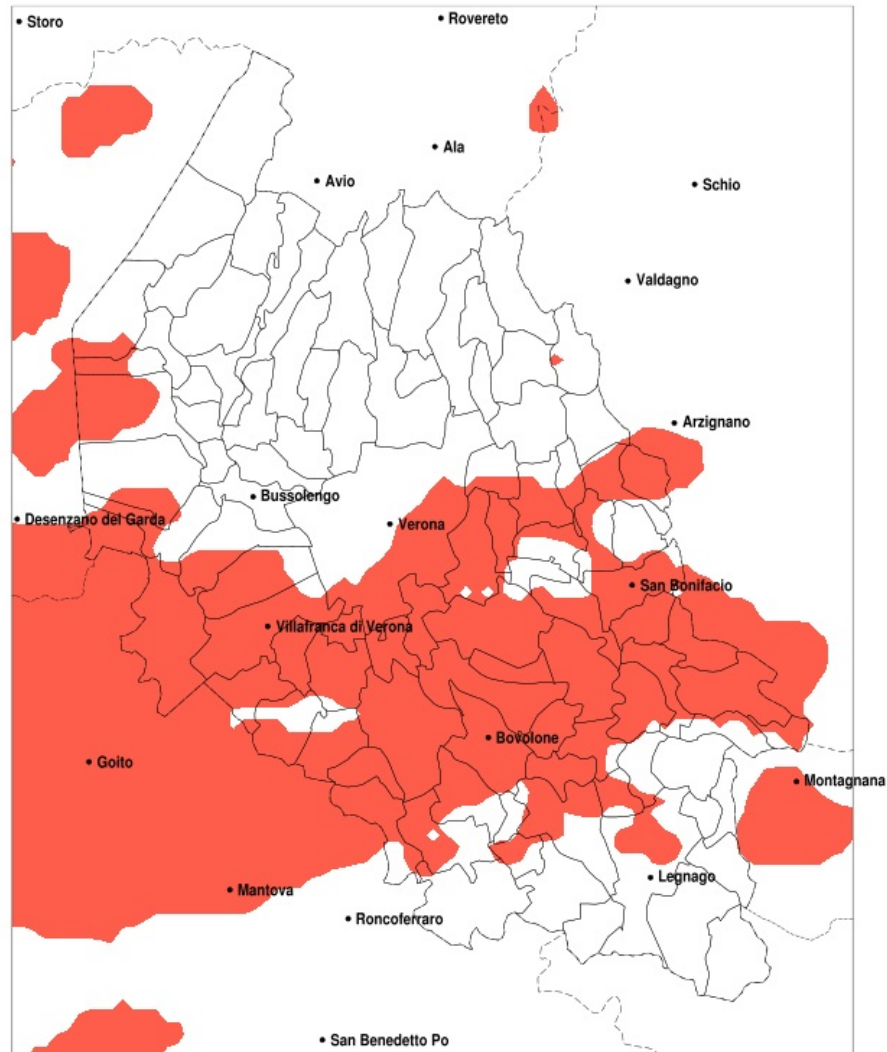 Storo
Rovereto
Ala
Avio
Schio
Valdagno
Arzignano
Bussolengo
Desenzano del Garda
Verona
San Bonifacio
Villafranca di Verona
Bovolone
Goito
Montagnana
Legnago
Mantova
Roncoferraro
San Benedetto Po